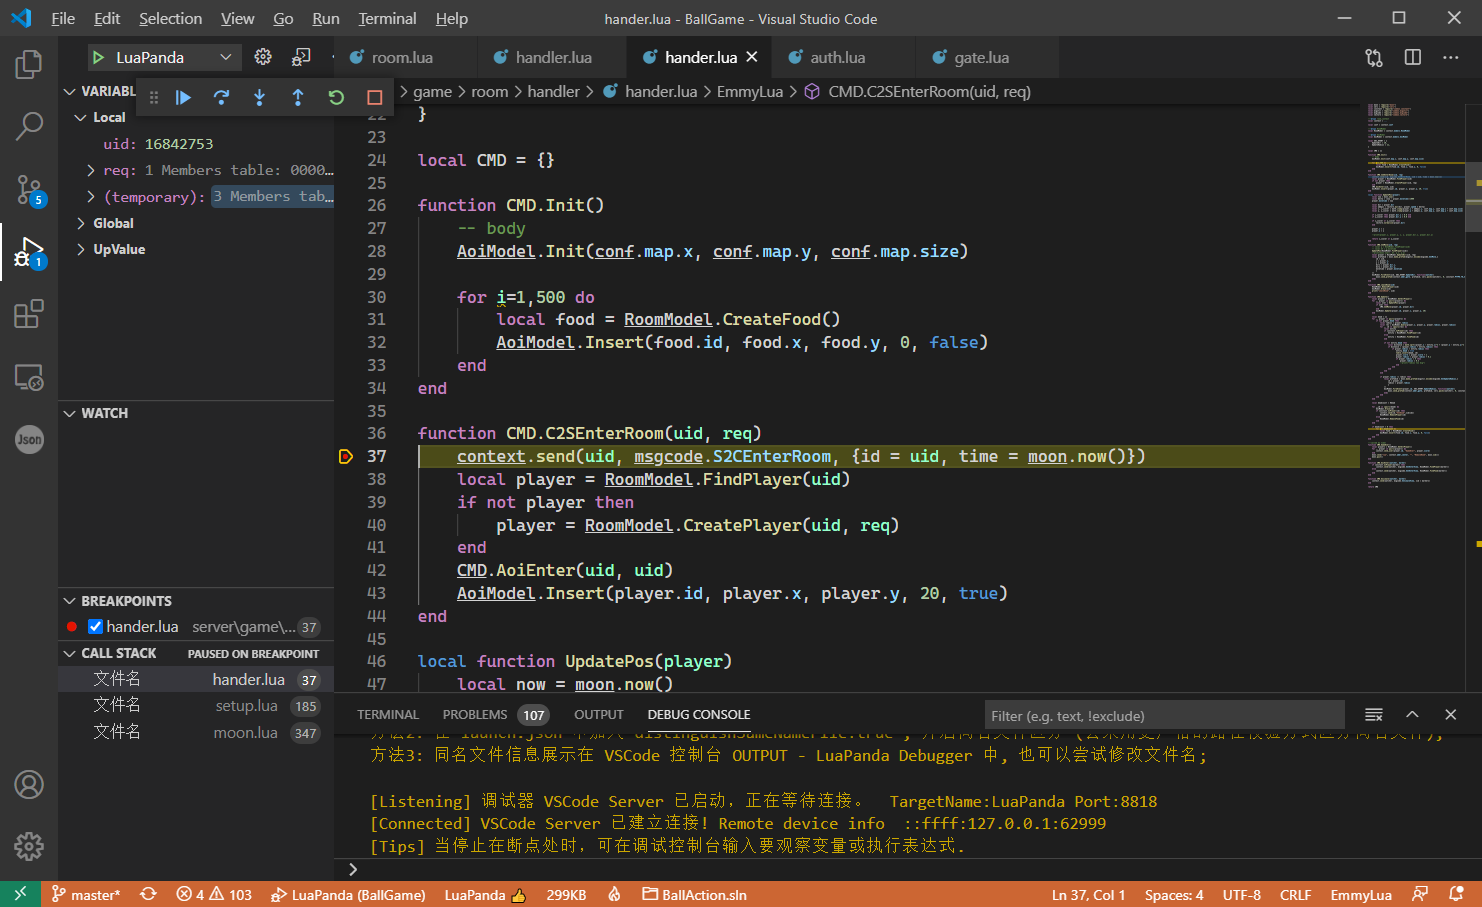 File Edit Selection View Go Run Terminal Help
hander.lua - BallGame - Visual Studio Code
LuaPanda
room.lua handler.lua hander.lua auth.lua gate.lua
game > room > handler > hander.lua > EmmyLua > CMD.C2SEnterRoom(uid, req)
VARIABL
Local
uid: 16842753
req: 1 Members table: 0000...
(temporary): 3 Members tab...
Global
UpValue
WATCH
BREAKPOINTS
hander.lua server\game\... 37
CALL STACK PAUSED ON BREAKPOINT
文件名 hander.lua 37
文件名 setup.lua 185
文件名 moon.lua 347
5
1
Json
22 }
23
24 local CMD = {}
25
26 function CMD.Init()
27 -- body
28 AoiModel.Init(conf.map.x, conf.map.y, conf.map.size)
29
30 for i=1,500 do
31 local food = RoomModel.CreateFood()
32 AoiModel.Insert(food.id, food.x, food.y, 0, false)
33 end
34 end
35
36 function CMD.C2SEnterRoom(uid, req)
37 context.send(uid, msgcode.S2CEnterRoom, {id = uid, time = moon.now()})
38 local player = RoomModel.FindPlayer(uid)
39 if not player then
40 player = RoomModel.CreatePlayer(uid, req)
41 end
42 CMD.AoiEnter(uid, uid)
43 AoiModel.Insert(player.id, player.x, player.y, 20, true)
44 end
45
46 local function UpdatePos(player)
47 local now = moon.now()
TERMINAL PROBLEMS 107 OUTPUT DEBUG CONSOLE
Filter (e.g. text, !exclude)
方法3: 同名文件信息展示在 VSCode 控制台 OUTPUT - LuaPanda Debugger 中, 也可以尝试修改文件名;
[Listening] 调试器 VSCode Server 已启动，正在等待连接。 TargetName:LuaPanda Port:8818
[Connected] VSCode Server 已建立连接! Remote device info ::ffff:127.0.0.1:62999
[Tips] 当停止在断点处时，可在调试控制台输入要观察变量或执行表达式.
master* 4 103 LuaPanda (BallGame) LuaPanda 299KB BallAction.sln Ln 37, Col 1 Spaces: 4 UTF-8 CRLF EmmyLua